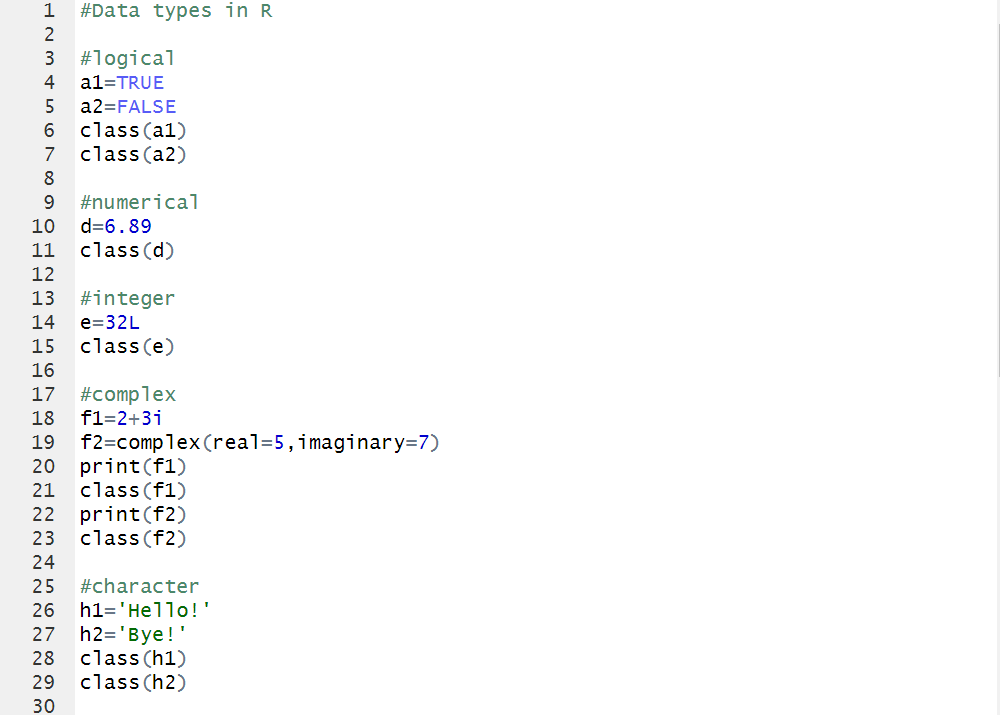 1 #Data types in R
2
3 #logical
4 a1=TRUE
5 a2=FALSE
6 class(a1)
7 class(a2)
8
9 #numerical
10 d=6.89
11 class(d)
12
13 #integer
14 e=32L
15 class(e)
16
17 #complex
18 f1=2+3i
19 f2=complex(real=5,imaginary=7)
20 print(f1)
21 class(f1)
22 print(f2)
23 class(f2)
24
25 #character
26 h1='Hello!'
27 h2='Bye!'
28 class(h1)
29 class(h2)
30